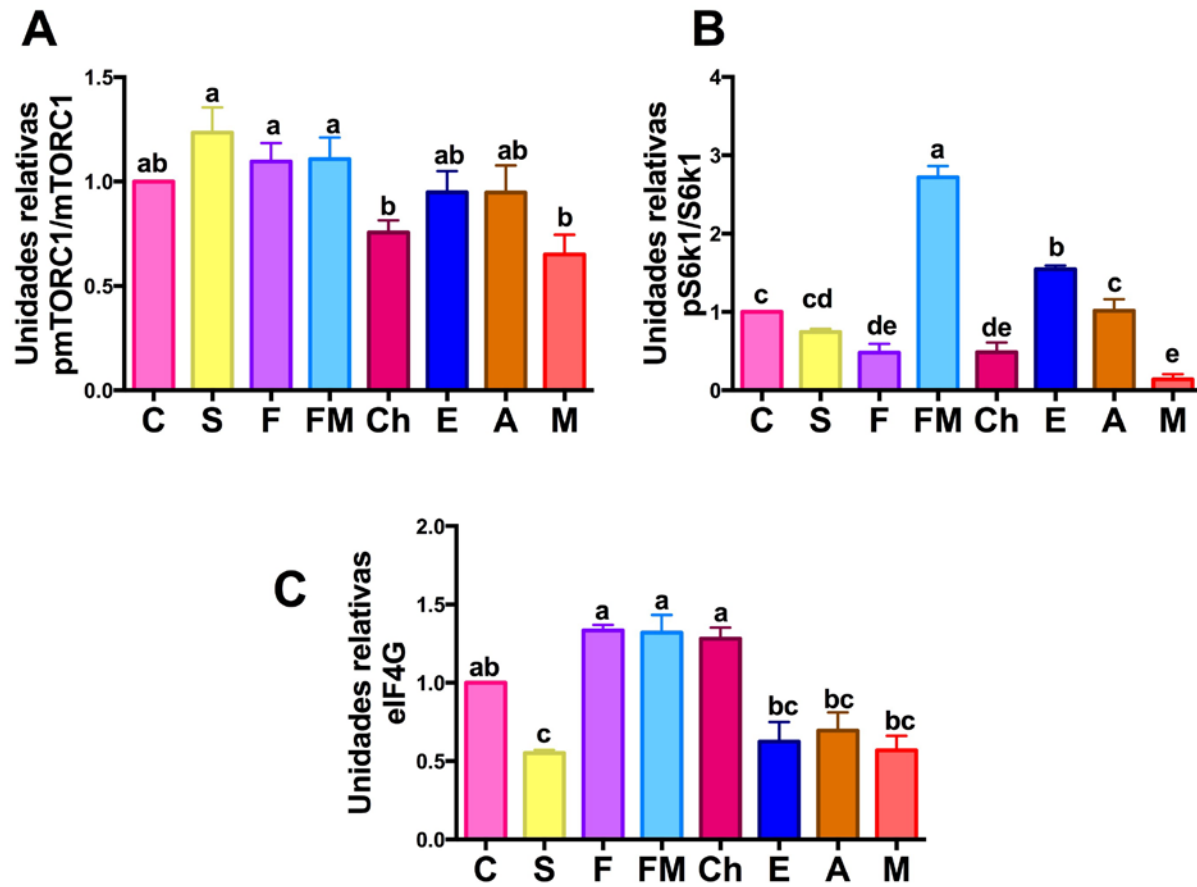 A
Unidades relativas
pmTORC1/mTORC1
1.5
1.0
0.5
0.0
ab
a
a
a
b
ab
ab
b
C S F FM Ch E A M
B
Unidades relativas
pS6k1/S6k1
4
3
2
1
0
c
cd
de
a
de
b
c
e
C S F FM Ch E A M
C
Unidades relativas
eIF4G
2.0
1.5
1.0
0.5
0.0
ab
c
a
a
a
bc
bc
bc
C S F FM Ch E A M